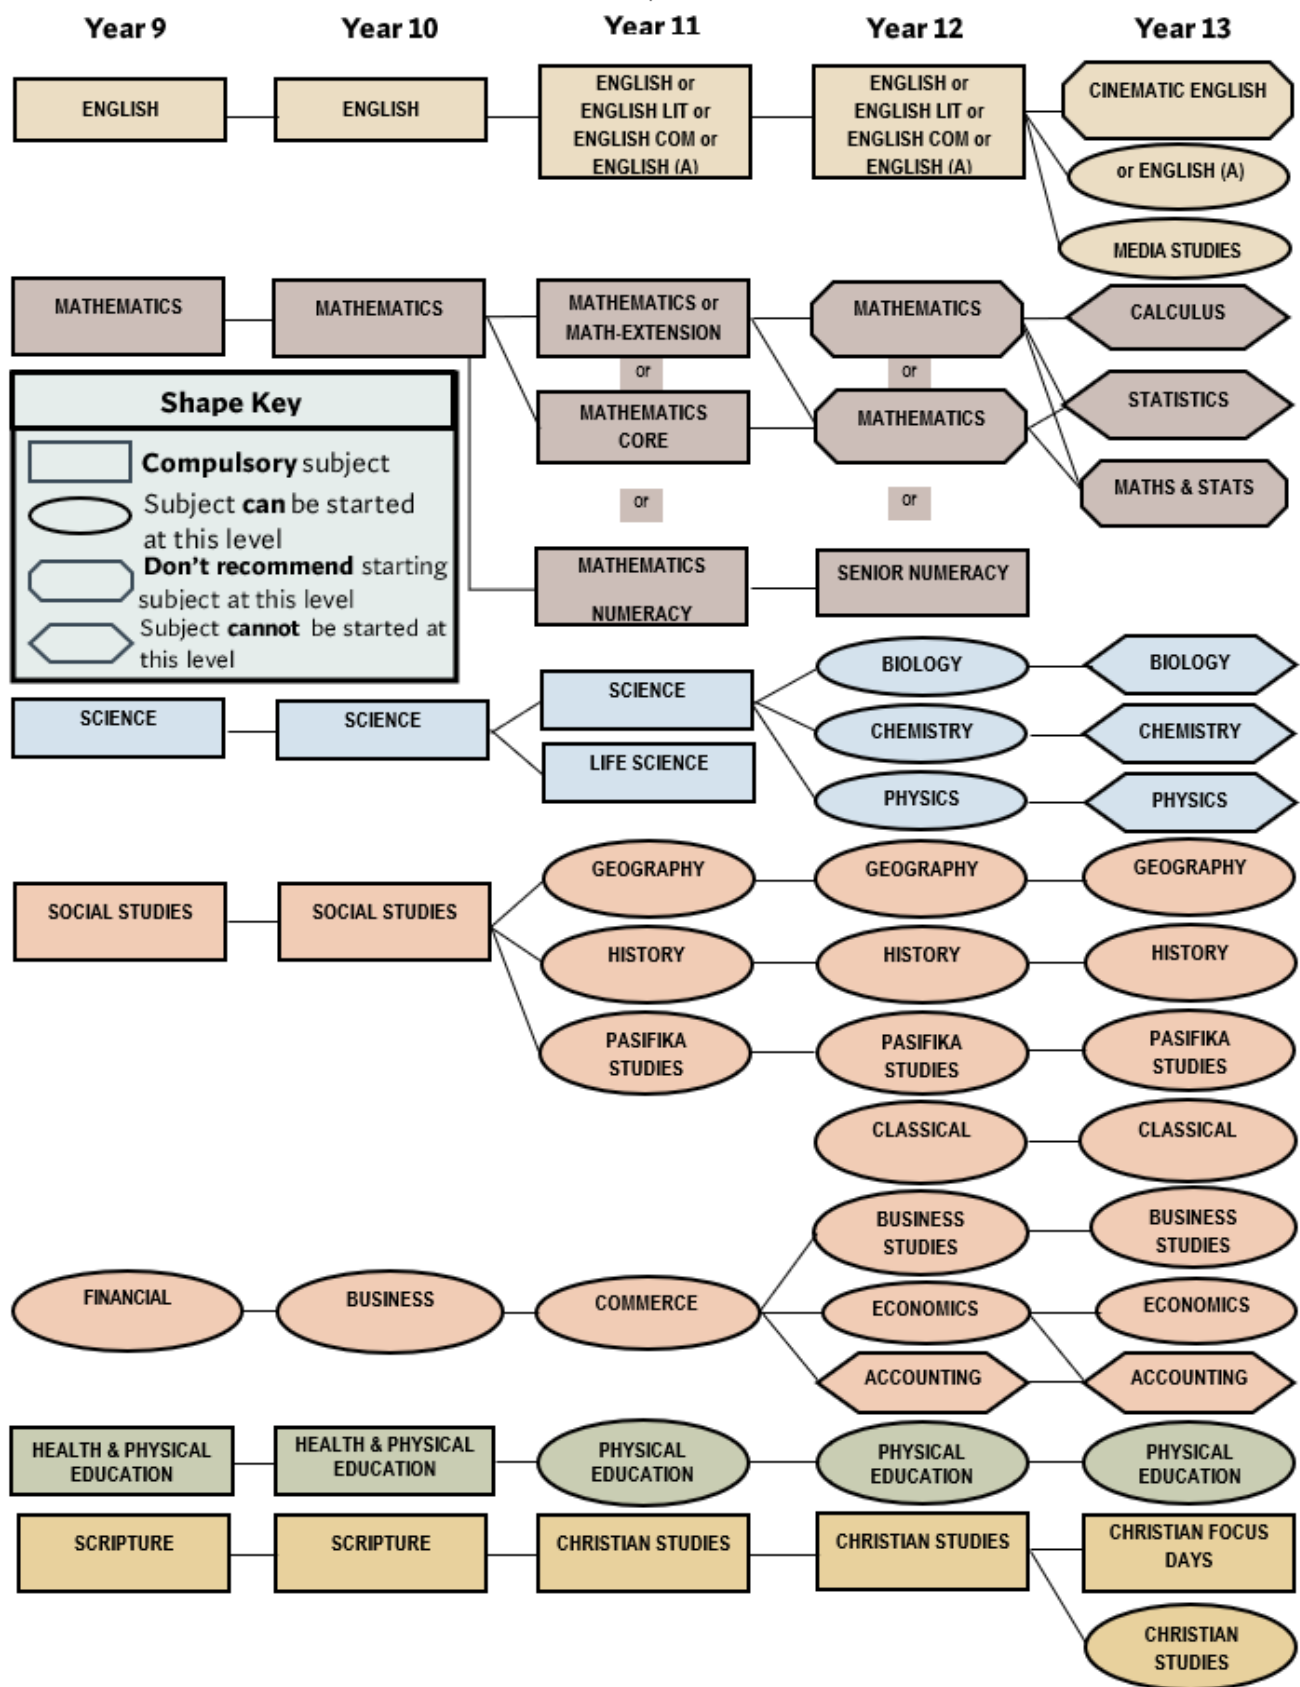 Year 9
Year 10
Year 11
Year 12
Year 13
ENGLISH
ENGLISH
ENGLISH or
ENGLISH LIT or
ENGLISH COM or
ENGLISH (A)
ENGLISH or
ENGLISH LIT or
ENGLISH COM or
ENGLISH (A)
CINEMATIC ENGLISH
or ENGLISH (A)
MEDIA STUDIES
MATHEMATICS
MATHEMATICS
MATHEMATICS or
MATH-EXTENSION
MATHEMATICS
CALCULUS
or
or
MATHEMATICS
CORE
MATHEMATICS
STATISTICS
MATHS & STATS
or
or
MATHEMATICS
NUMERACY
SENIOR NUMERACY
Shape Key
Compulsory subject
Subject can be started
at this level
Don't recommend starting
subject at this level
Subject cannot be started at
this level
SCIENCE
SCIENCE
SCIENCE
LIFE SCIENCE
BIOLOGY
BIOLOGY
CHEMISTRY
CHEMISTRY
PHYSICS
PHYSICS
SOCIAL STUDIES
SOCIAL STUDIES
GEOGRAPHY
GEOGRAPHY
GEOGRAPHY
HISTORY
HISTORY
HISTORY
PASIFIKA
STUDIES
PASIFIKA
STUDIES
PASIFIKA
STUDIES
CLASSICAL
CLASSICAL
BUSINESS
STUDIES
BUSINESS
STUDIES
FINANCIAL
BUSINESS
COMMERCE
ECONOMICS
ECONOMICS
ACCOUNTING
ACCOUNTING
HEALTH & PHYSICAL
EDUCATION
HEALTH & PHYSICAL
EDUCATION
PHYSICAL
EDUCATION
PHYSICAL
EDUCATION
PHYSICAL
EDUCATION
SCRIPTURE
SCRIPTURE
CHRISTIAN STUDIES
CHRISTIAN STUDIES
CHRISTIAN FOCUS
DAYS
CHRISTIAN
STUDIES